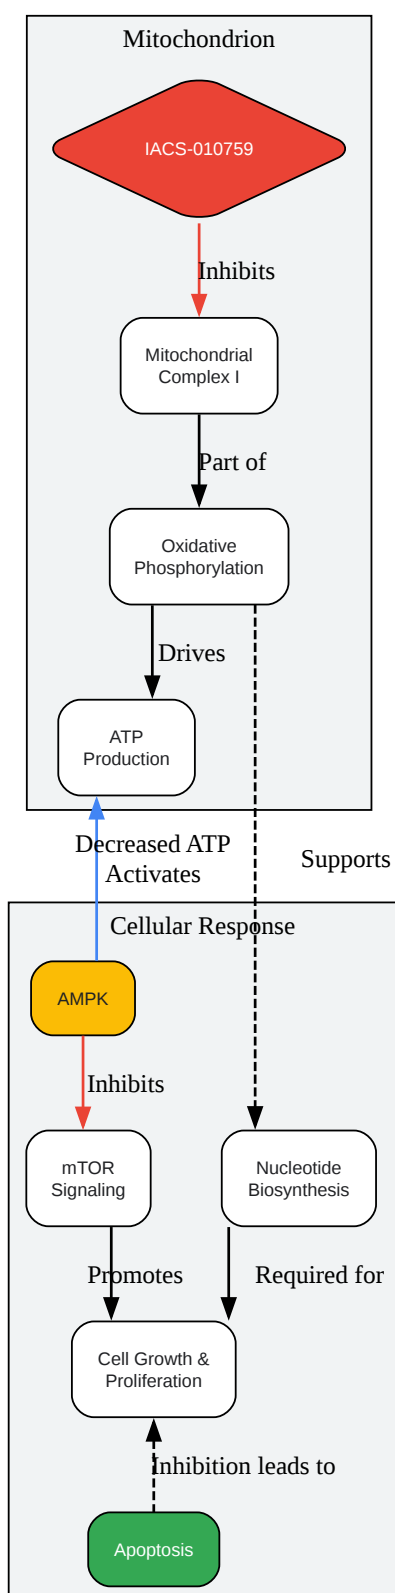 Mitochondrion
IACS-010759
Inhibits
Mitochondrial
Complex I
Part of
Oxidative
Phosphorylation
Drives
ATP
Production
Decreased ATP
Activates
Supports
Cellular Response
AMPK
Inhibits
mTOR
Signaling
Nucleotide
Biosynthesis
Promotes
Required for
Cell Growth &
Proliferation
Inhibition leads to
Apoptosis